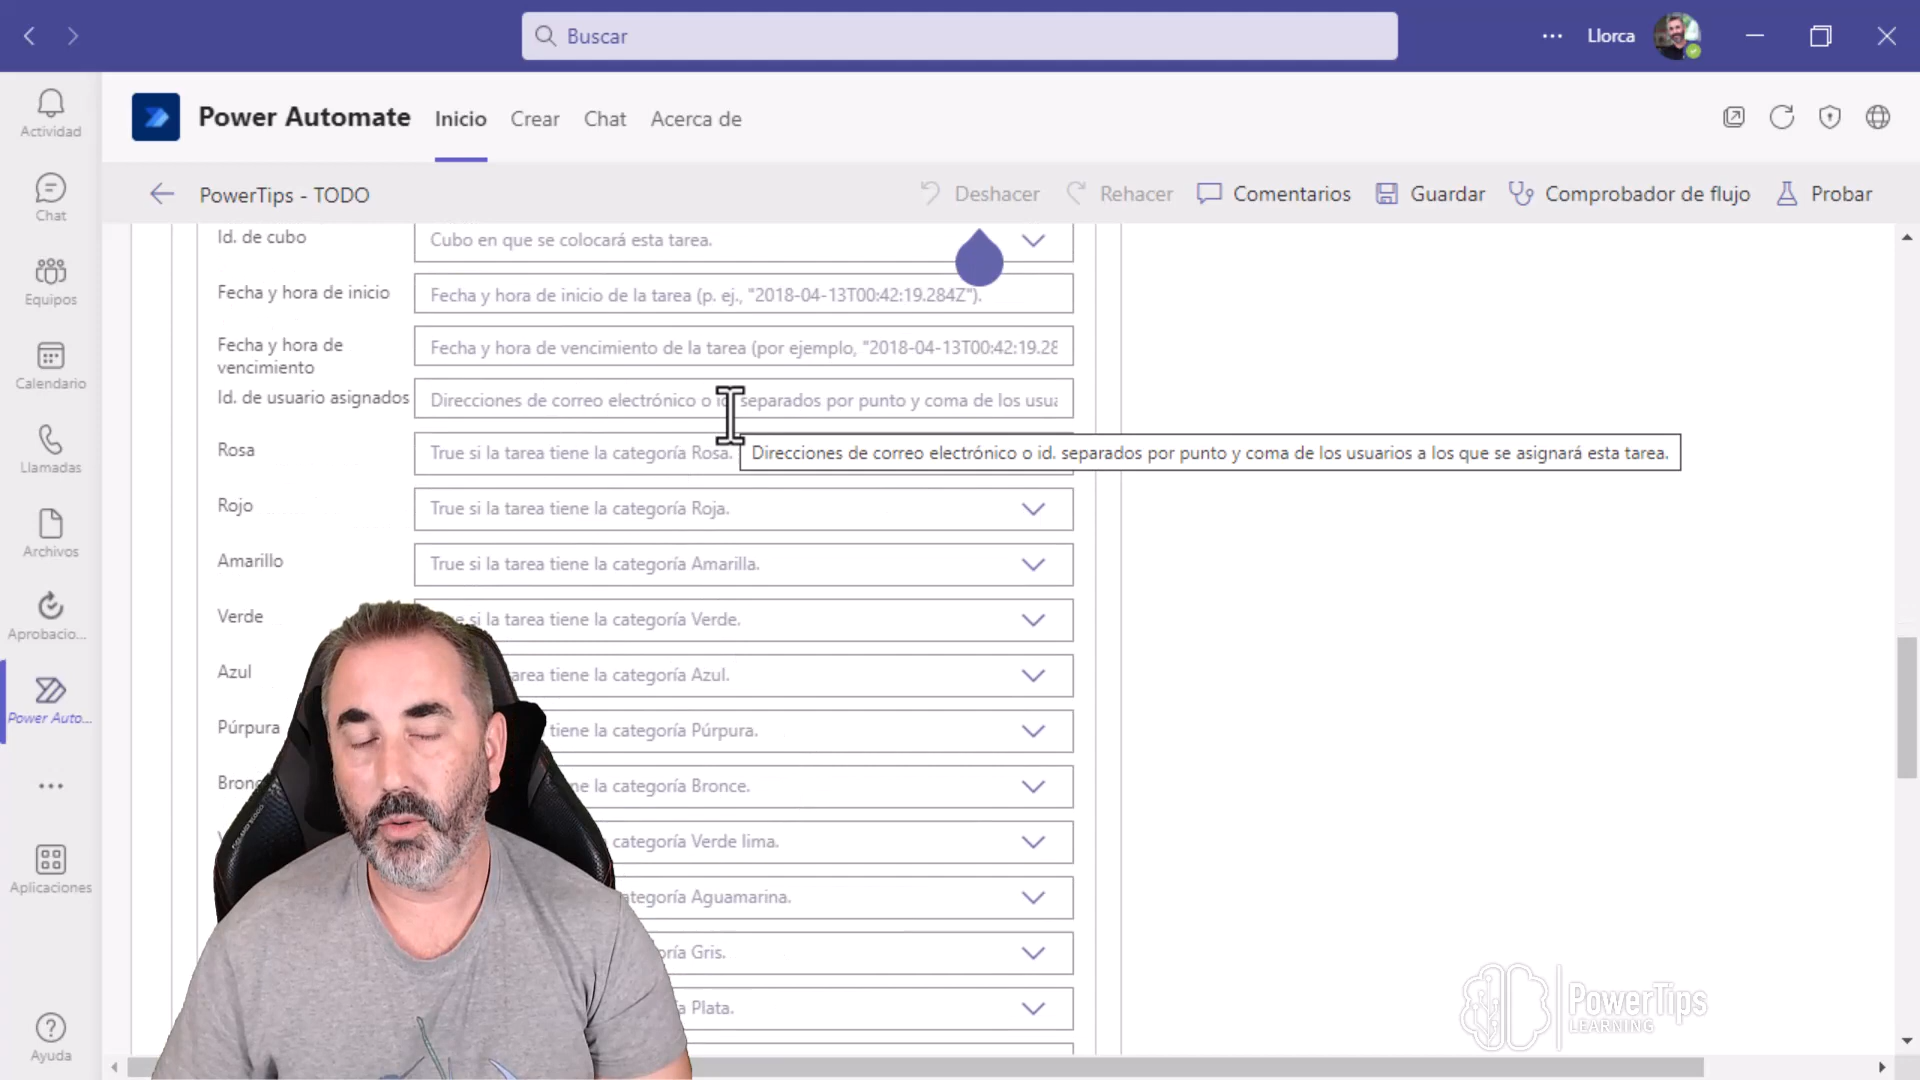 Buscar
Llorca
Actividad
Power Automate
Inicio
Crear
Chat
Acerca de
PowerTips - TODO
Deshacer
Rehacer
Comentarios
Guardar
Comprobador de flujo
Probar
Chat
Equipos
Calendario
Llamadas
Archivos
Aprobacio...
Power Auto...
Aplicaciones
Ayuda
Id. de cubo
Cubo en que se colocará esta tarea.
Fecha y hora de inicio
Fecha y hora de inicio de la tarea (p. ej., "2018-04-13T00:42:19.284Z").
Fecha y hora de
vencimiento
Fecha y hora de vencimiento de la tarea (por ejemplo, "2018-04-13T00:42:19.28
Id. de usuario asignados
Direcciones de correo electrónico o id. separados por punto y coma de los usua
Direcciones de correo electrónico o id. separados por punto y coma de los usuarios a los que se asignará esta tarea.
Rosa
True si la tarea tiene la categoría Rosa.
Rojo
True si la tarea tiene la categoría Roja.
Amarillo
True si la tarea tiene la categoría Amarilla.
Verde
si la tarea tiene la categoría Verde.
Azul
tarea tiene la categoría Azul.
Púrpura
tiene la categoría Púrpura.
Bron
la categoría Bronce.
categoría Verde lima.
categoría Aguamarina.
Gris.
Plata.
PowerTips
LEARNING